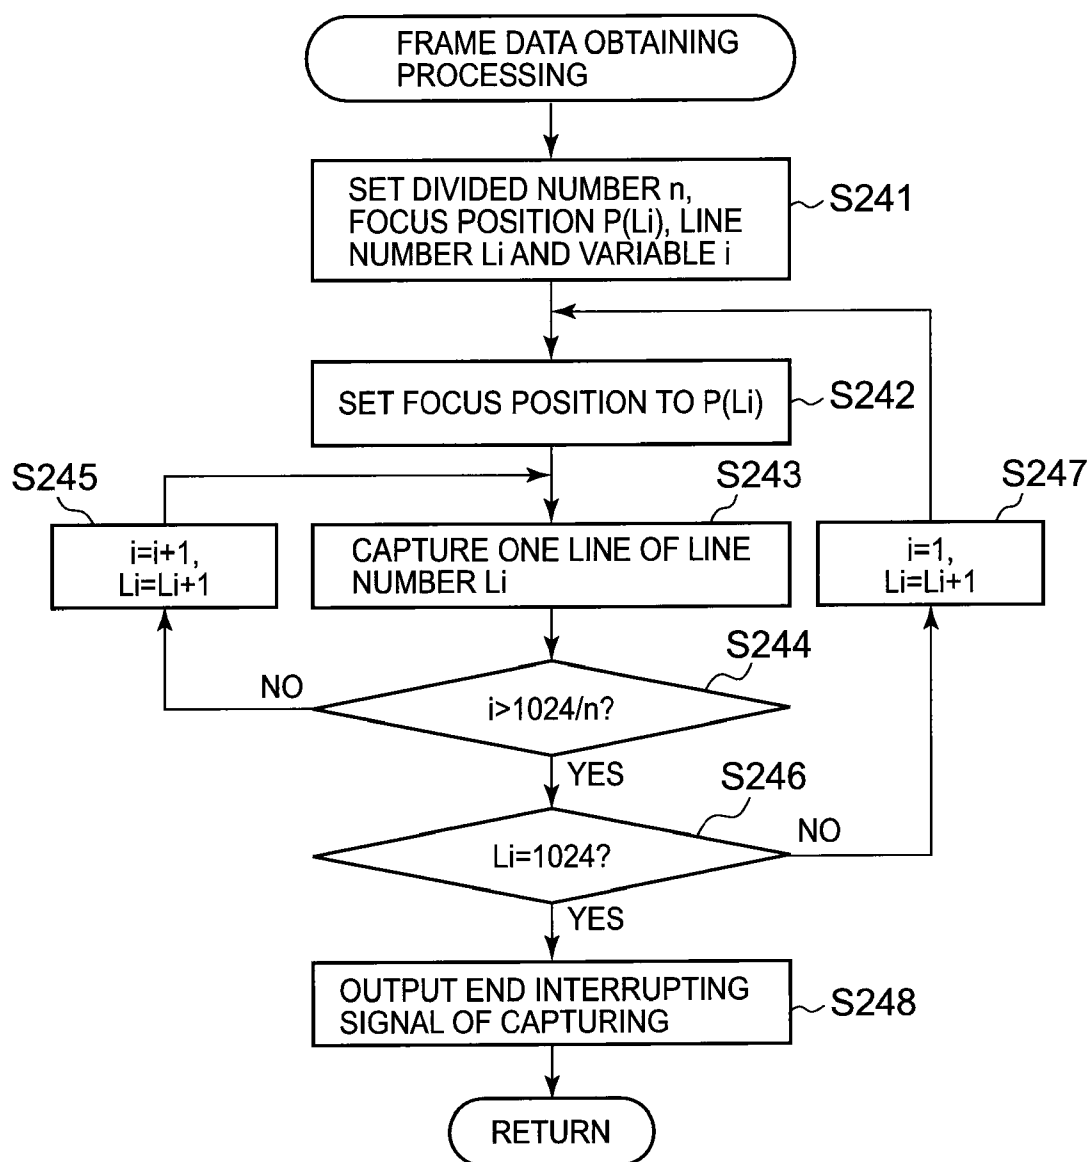 FRAME DATA OBTAINING
PROCESSING
SET DIVIDED NUMBER n,
FOCUS POSITION P(Li), LINE
NUMBER Li AND VARIABLE i
S241
SET FOCUS POSITION TO P(Li)
S242
S245
i=i+1,
Li=Li+1
S243
CAPTURE ONE LINE OF LINE
NUMBER Li
S247
i=1,
Li=Li+1
S244
NO
i>1024/n?
YES
S246
Li=1024?
NO
YES
OUTPUT END INTERRUPTING
SIGNAL OF CAPTURING
S248
RETURN